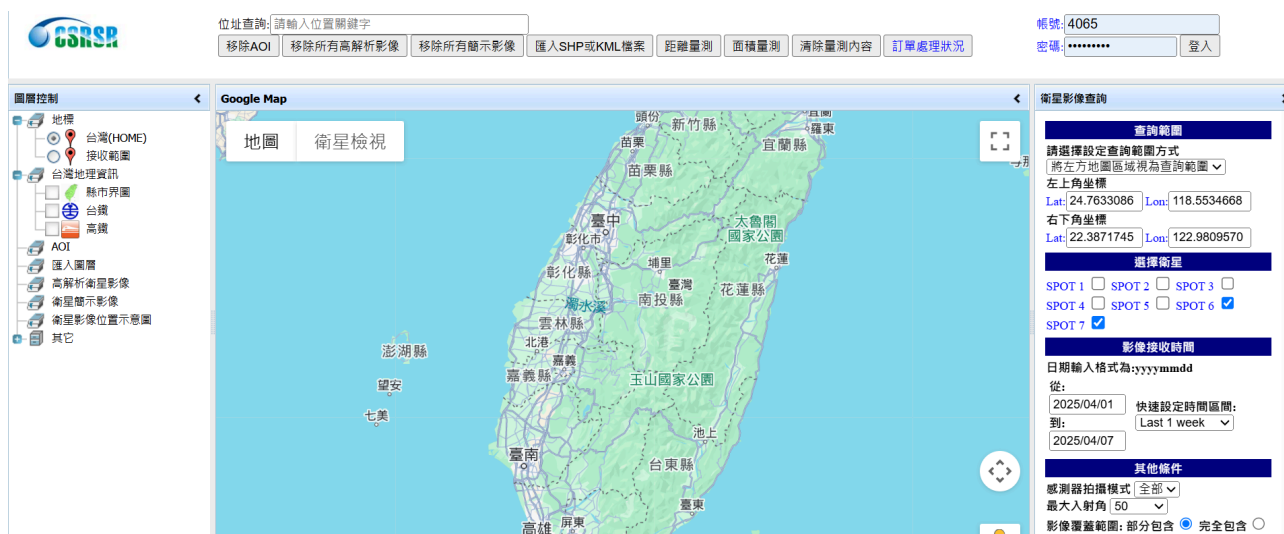 CSRSR
位址查詢: 請輸入位置關鍵字
移除AOI 移除所有高解析影像 移除所有簡示影像 匯入SHP或KML檔案 距離量測 面積量測 清除量測內容 訂單處理狀況
帳號: 4065
密碼: ••••••••• 登入
圖層控制
地標
台灣(HOME)
接收範圍
台灣地理資訊
縣市界圖
台鐵
高鐵
AOI
匯入圖層
高解析衛星影像
衛星簡示影像
衛星影像位置示意圖
其它
Google Map
地圖 衛星檢視
頭份
新竹縣
宜蘭
羅東
苗栗
宜蘭縣
苗栗縣
臺中
太魯閣
國家公園
彰化市
埔里
花蓮
彰化縣
臺灣
南投縣
花蓮縣
濁水溪
雲林縣
北港
澎湖縣
嘉義
嘉義縣
玉山國家公園
望安
七美
池上
臺南
台東縣
臺東
屏東
高雄
衛星影像查詢
查詢範圍
請選擇設定查詢範圍方式
將左方地圖區域視為查詢範圍
左上角坐標
Lat: 24.7633086 Lon: 118.5534668
右下角坐標
Lat: 22.3871745 Lon: 122.9809570
選擇衛星
SPOT 1 SPOT 2 SPOT 3
SPOT 4 SPOT 5 SPOT 6
SPOT 7
影像接收時間
日期輸入格式為:yyyymmdd
從:
2025/04/01 快速設定時間區間:
到: Last 1 week
2025/04/07
其他條件
感測器拍攝模式 全部
最大入射角 50
影像覆蓋範圍: 部分包含 完全包含